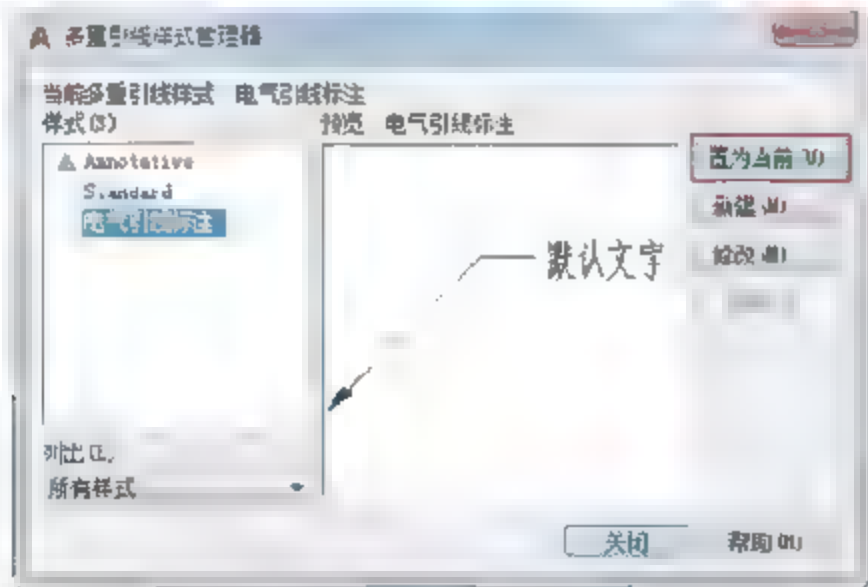 多重引线样式管理器
当前多重引线样式 电气引线标注
样式(S)
预览 电气引线标注
Annotative
Standard
电气引线标注
默认文字
置为当前(U)
新建(N)
修改(M)
列出(L)
所有样式
关闭
帮助(H)